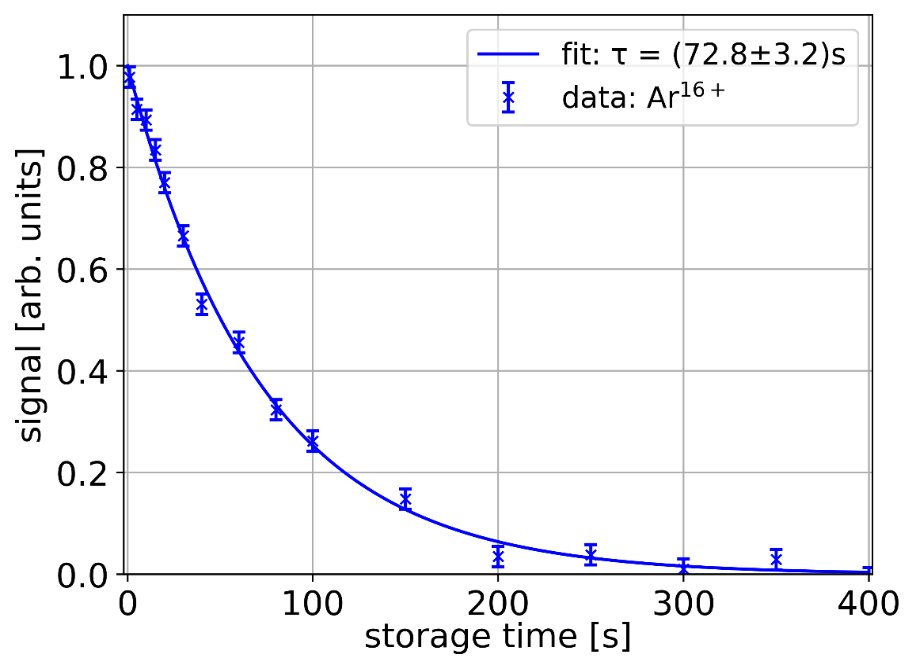 fit: τ = (72.8±3.2)s
data: Ar¹⁶⁺
signal [arb. units]
1.0
0.8
0.6
0.4
0.2
0.0
0 100 200 300 400
storage time [s]